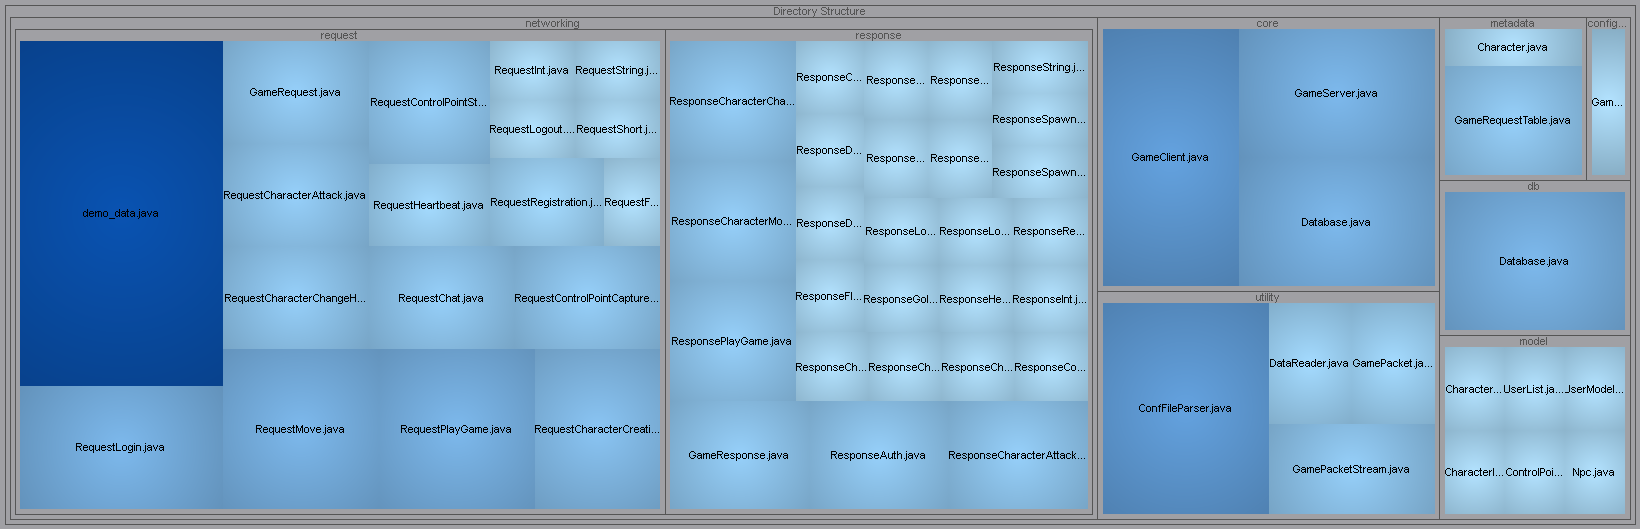 Directory Structure
networking
request
demo_data.java
RequestLogin.java
GameRequest.java
RequestControlPointSt...
RequestInt.java
RequestString.j...
RequestLogout....
RequestShort.j...
RequestCharacterAttack.java
RequestHeartbeat.java
RequestRegistration.j...
RequestF...
RequestCharacterChangeH...
RequestChat.java
RequestControlPointCapture...
RequestMove.java
RequestPlayGame.java
RequestCharacterCreati...
response
ResponseCharacterCha...
ResponseCharacterMo...
ResponsePlayGame.java
ResponseC...
Response...
Response...
ResponseString.j...
ResponseSpawn...
ResponseD...
Response...
Response...
ResponseSpawn...
ResponseD...
ResponseLo...
ResponseLo...
ResponseRe...
ResponseFl...
ResponseGol...
ResponseHe...
ResponseInt.j...
ResponseCh...
ResponseCh...
ResponseCh...
ResponseCo...
GameResponse.java
ResponseAuth.java
ResponseCharacterAttack...
core
GameClient.java
GameServer.java
Database.java
utility
ConfFileParser.java
DataReader.java
GamePacket.ja...
GamePacketStream.java
metadata
Character.java
GameRequestTable.java
config...
Gam...
db
Database.java
model
Character...
UserList.ja...
UserModel...
CharacterI...
ControlPoi...
Npc.java